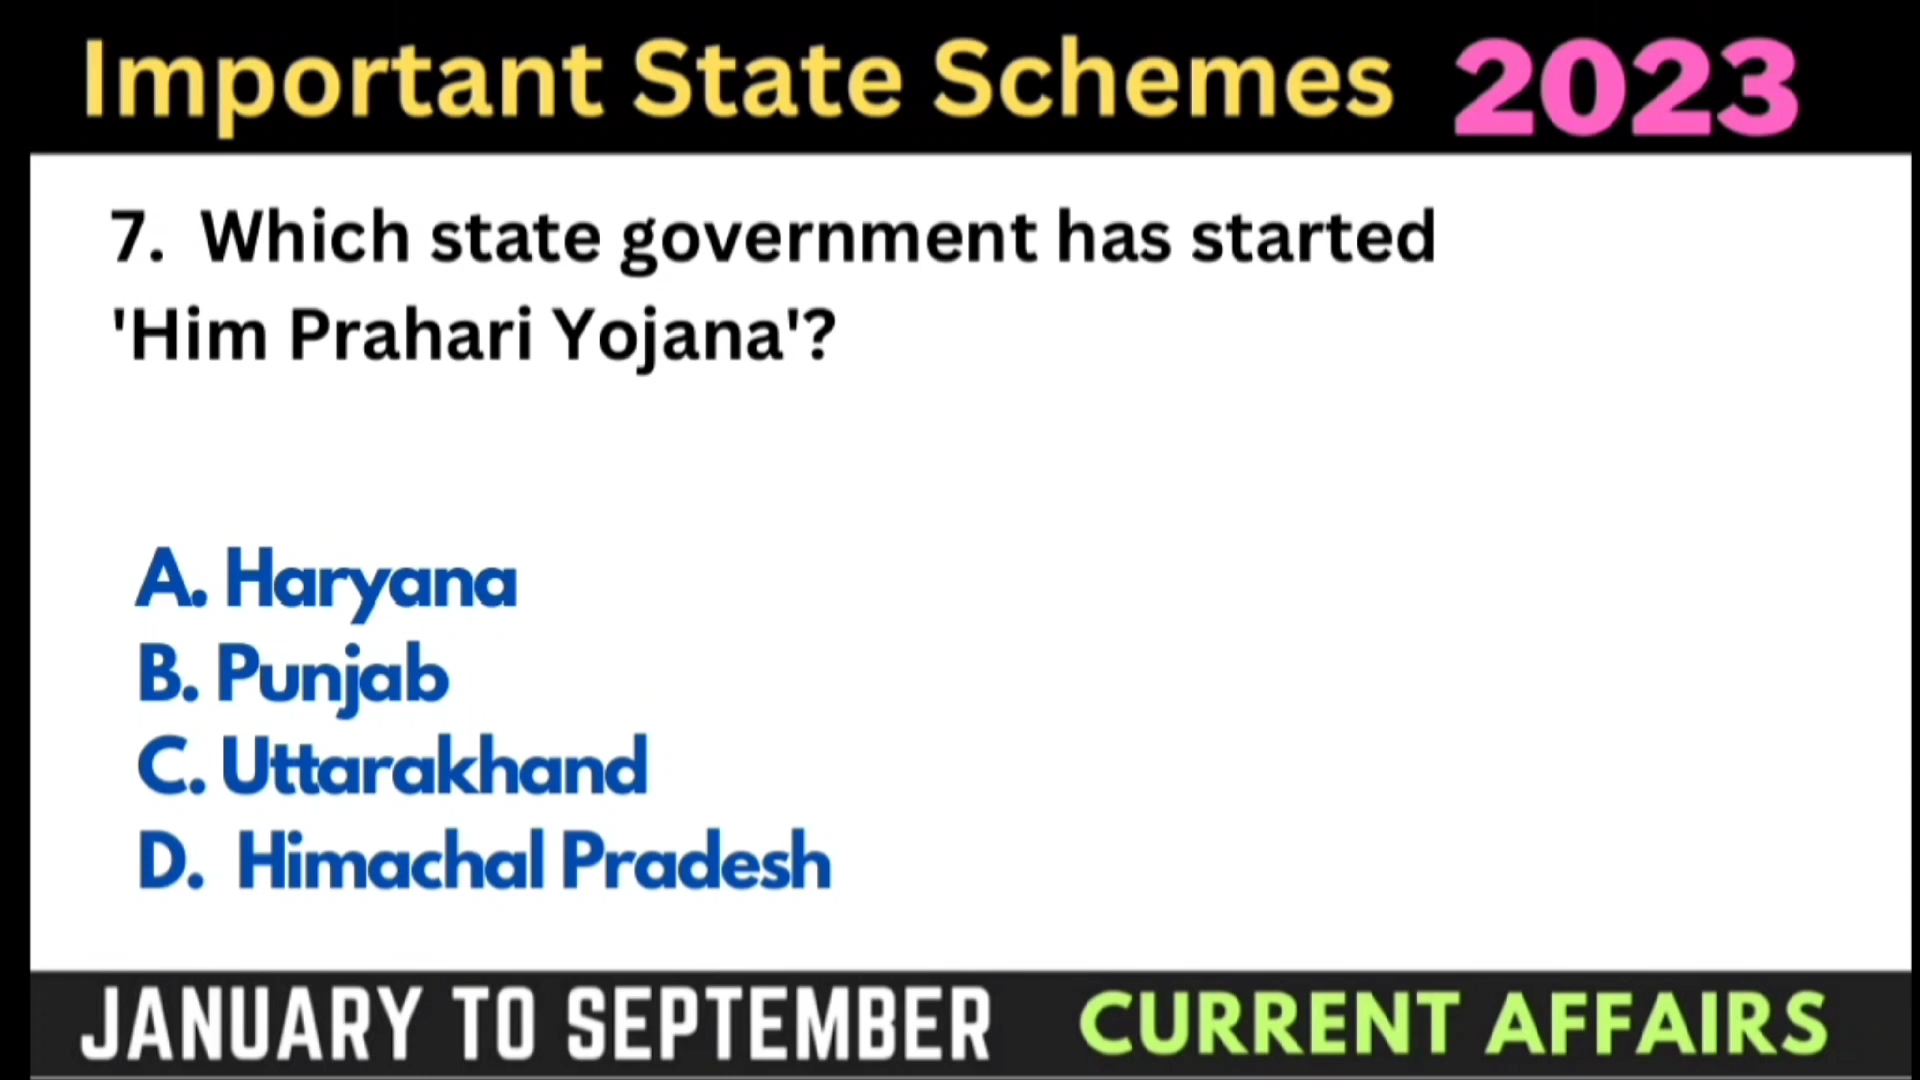 Important State Schemes 2023
7. Which state government has started
'Him Prahari Yojana'?
A. Haryana
B. Punjab
C. Uttarakhand
D. Himachal Pradesh
JANUARY TO SEPTEMBER CURRENT AFFAIRS